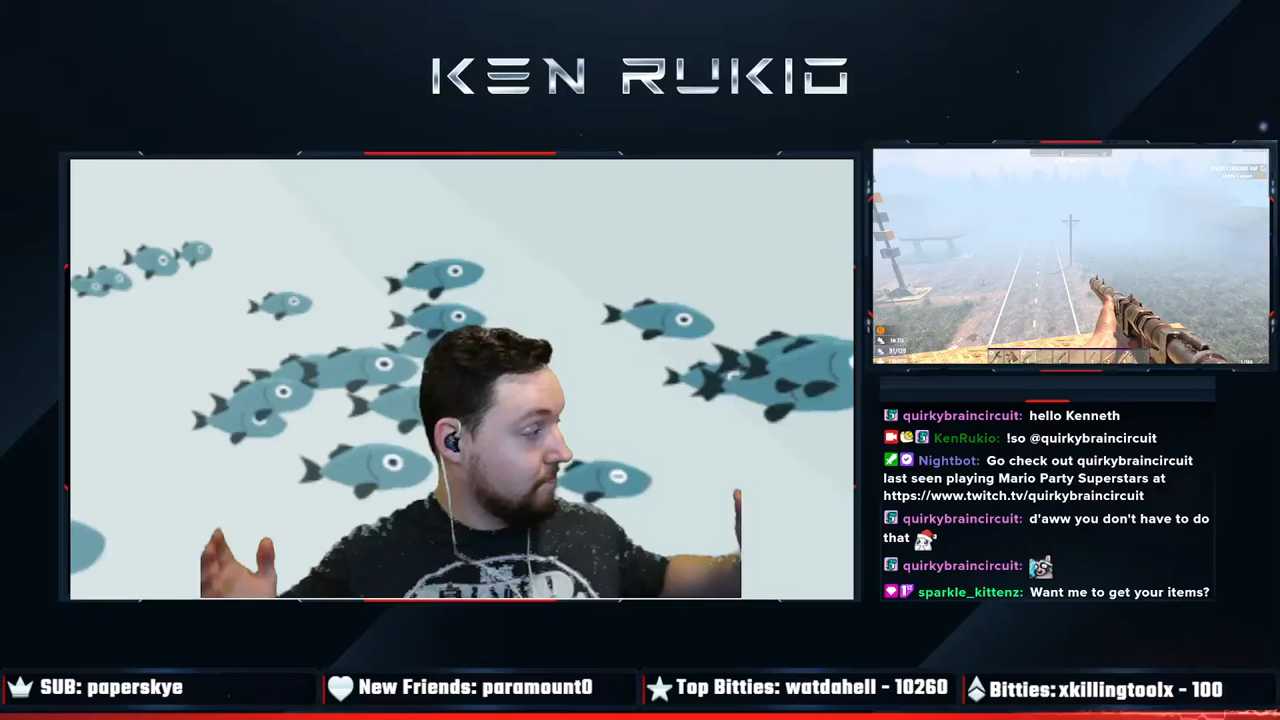 KEN RUKIO
quirkybraincircuit: hello Kenneth
KenRukio: !so @quirkybraincircuit
Nightbot: Go check out quirkybraincircuit
last seen playing Mario Party Superstars at
https://www.twitch.tv/quirkybraincircuit
quirkybraincircuit: d'aww you don't have to do
that
quirkybraincircuit:
sparkle_kittenz: Want me to get your items?
SUB: paperskye
New Friends: paramount0
Top Bitties: watdahell - 10260
Bitties: xkillingtoolx - 100